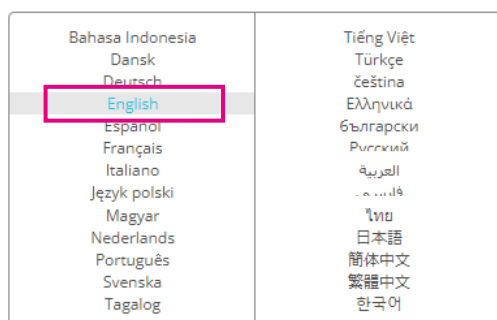 Bahasa Indonesia
Dansk
Deutsch
English
Español
Français
Italiano
Język polski
Magyar
Nederlands
Português
Svenska
Tagalog
Tiếng Việt
Türkçe
čeština
Ελληνικά
български
Русский
العربية
فارسی
ไทย
日本語
简体中文
繁體中文
한국어